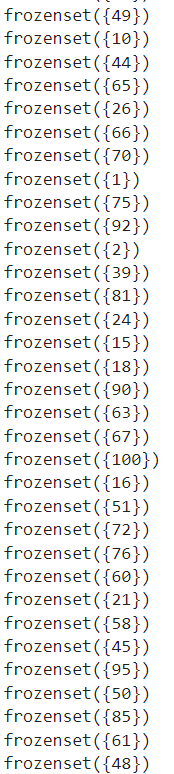 frozenset({49})
frozenset({10})
frozenset({44})
frozenset({65})
frozenset({26})
frozenset({66})
frozenset({70})
frozenset({1})
frozenset({75})
frozenset({92})
frozenset({2})
frozenset({39})
frozenset({81})
frozenset({24})
frozenset({15})
frozenset({18})
frozenset({90})
frozenset({63})
frozenset({67})
frozenset({100})
frozenset({16})
frozenset({51})
frozenset({72})
frozenset({76})
frozenset({60})
frozenset({21})
frozenset({58})
frozenset({45})
frozenset({95})
frozenset({50})
frozenset({85})
frozenset({61})
frozenset({48})